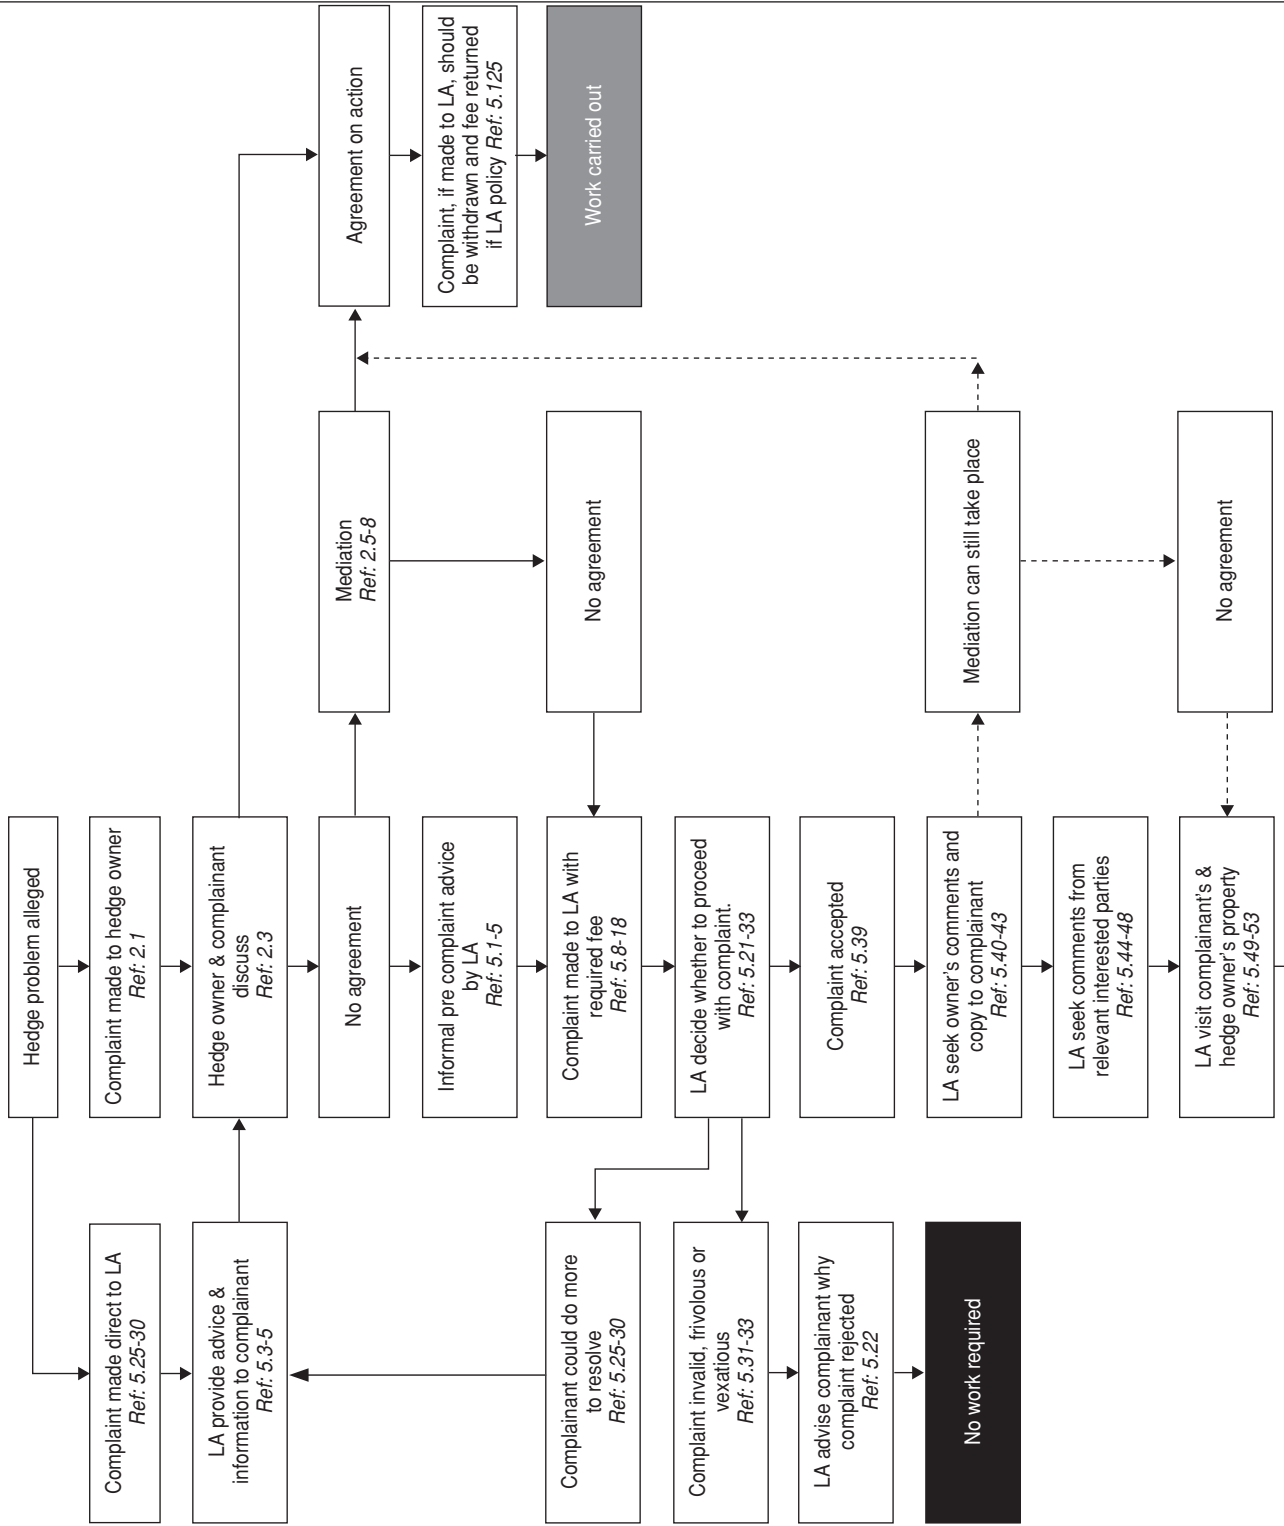 Hedge problem alleged
Complaint made direct to LA
Ref: 5.25-30
Complaint made to hedge owner
Ref: 2.1
LA provide advice &
information to complainant
Ref: 5.3-5
Hedge owner & complainant
discuss
Ref: 2.3
No agreement
Mediation
Ref: 2.5-8
Agreement on action
Informal pre complaint advice
by LA
Ref: 5.1-5
Complaint, if made to LA, should
be withdrawn and fee returned
if LA policy Ref: 5.125
Complainant could do more
to resolve
Ref: 5.25-30
Complaint made to LA with
required fee
Ref: 5.8-18
No agreement
Work carried out
Complaint invalid, frivolous or
vexatious
Ref: 5.31-33
LA decide whether to proceed
with complaint.
Ref: 5.21-33
LA advise complainant why
complaint rejected
Ref: 5.22
Complaint accepted
Ref: 5.39
No work required
LA seek owner's comments and
copy to complainant
Ref: 5.40-43
Mediation can still take place
LA seek comments from
relevant interested parties
Ref: 5.44-48
LA visit complainant's &
hedge owner's property
Ref: 5.49-53
No agreement